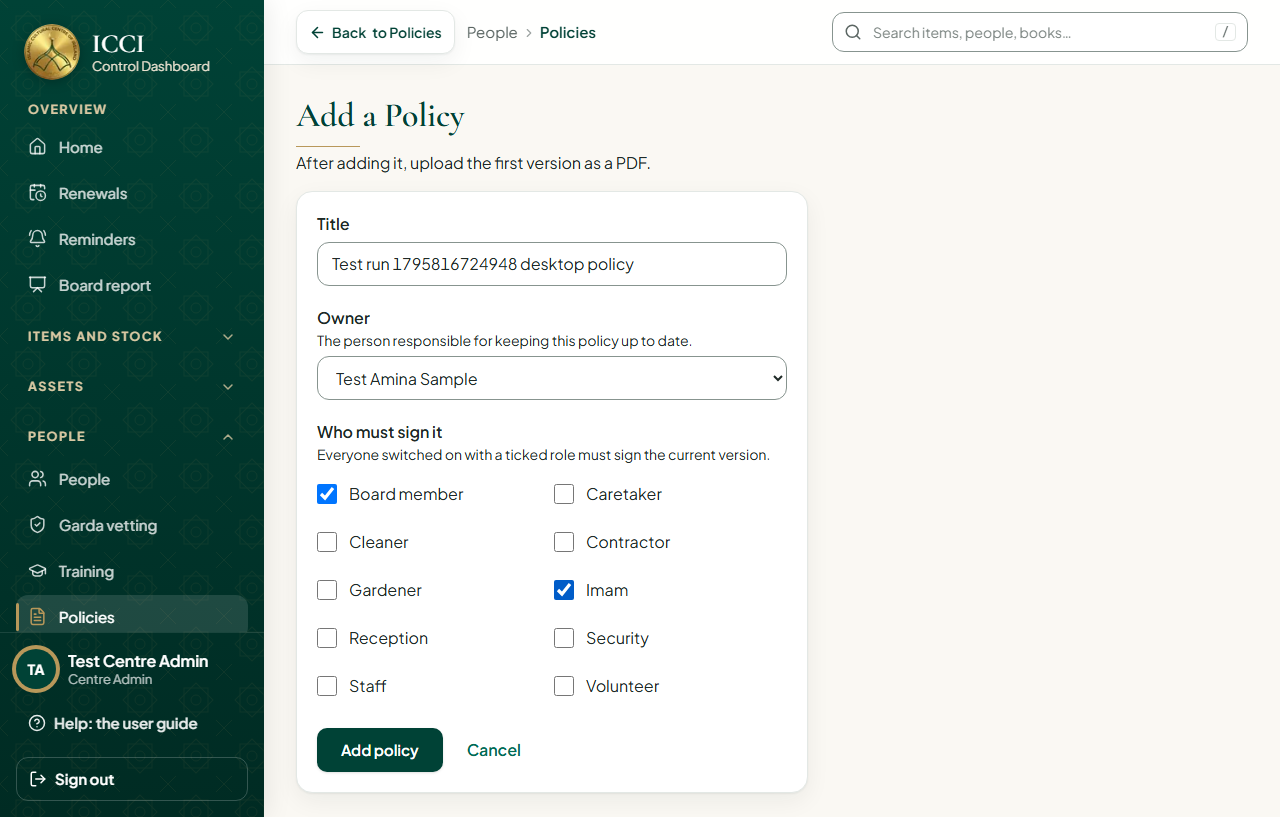 ICCI
Control Dashboard
OVERVIEW
Home
Renewals
Reminders
Board report
ITEMS AND STOCK
ASSETS
PEOPLE
People
Garda vetting
Training
Policies
TA
Test Centre Admin
Centre Admin
Help: the user guide
Sign out
Back to Policies
People › Policies
Search items, people, books…
/
Add a Policy
After adding it, upload the first version as a PDF.
Title
Test run 1795816724948 desktop policy
Owner
The person responsible for keeping this policy up to date.
Test Amina Sample
Who must sign it
Everyone switched on with a ticked role must sign the current version.
Board member
Caretaker
Cleaner
Contractor
Gardener
Imam
Reception
Security
Staff
Volunteer
Add policy
Cancel